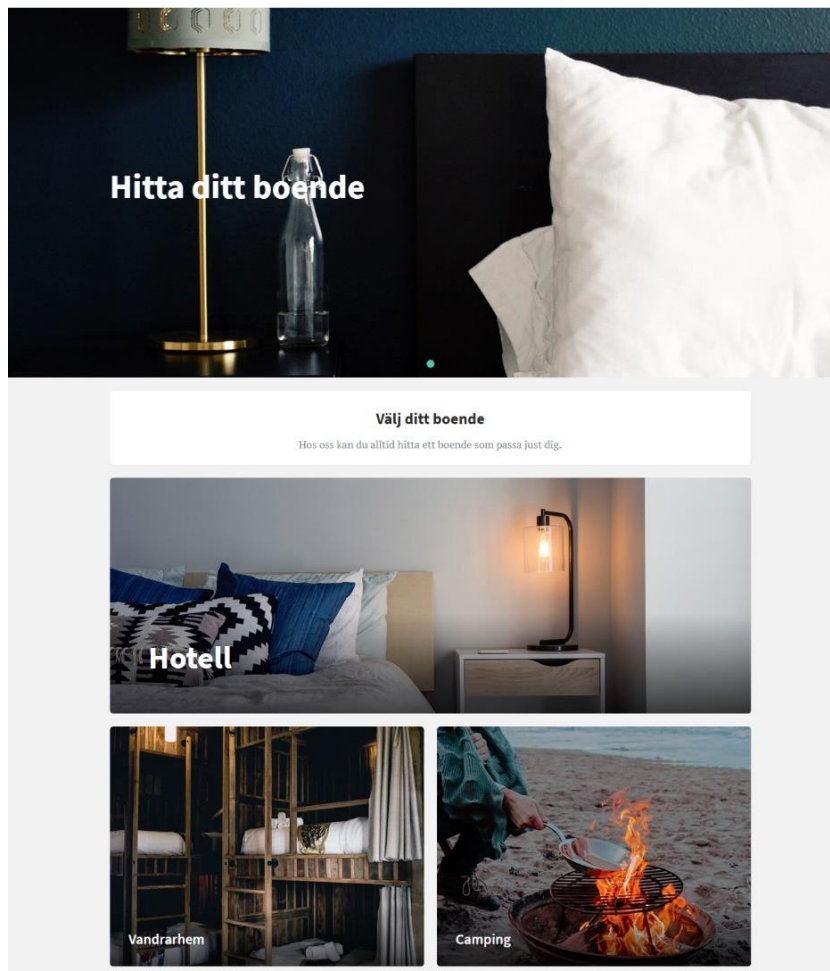 Hitta ditt boende
Välj ditt boende
Hos oss kan du alltid hitta ett boende som passa just dig.
Hotell
Vandrarhem
Camping